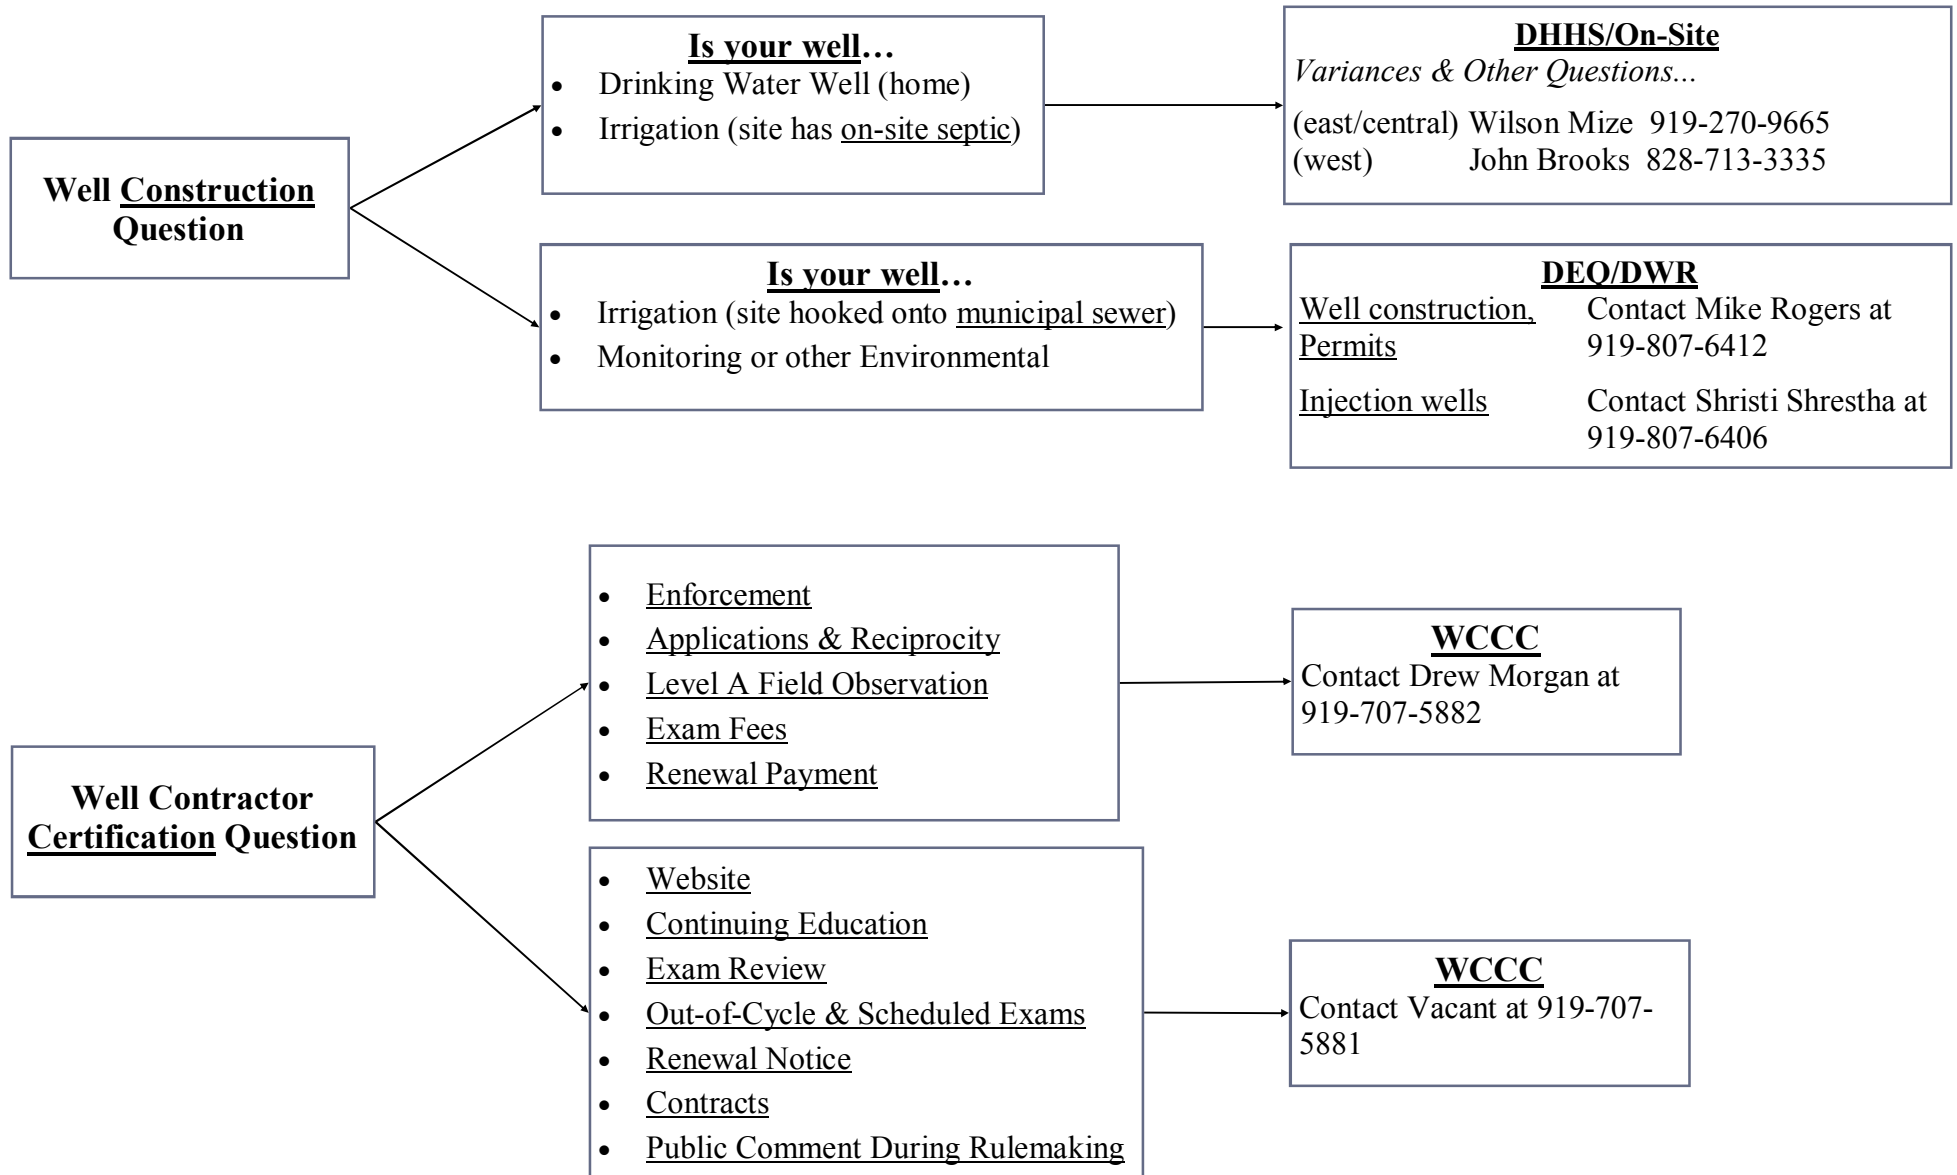 Well Construction
Question
Is your well…
• Drinking Water Well (home)
• Irrigation (site has on-site septic)
DHHS/On-Site
Variances & Other Questions...
(east/central) Wilson Mize 919-270-9665
(west) John Brooks 828-713-3335
Is your well…
• Irrigation (site hooked onto municipal sewer)
• Monitoring or other Environmental
DEQ/DWR
Well construction, Contact Mike Rogers at
Permits 919-807-6412
Injection wells Contact Shristi Shrestha at
919-807-6406
Well Contractor
Certification Question
• Enforcement
• Applications & Reciprocity
• Level A Field Observation
• Exam Fees
• Renewal Payment
WCCC
Contact Drew Morgan at
919-707-5882
• Website
• Continuing Education
• Exam Review
• Out-of-Cycle & Scheduled Exams
• Renewal Notice
• Contracts
• Public Comment During Rulemaking
WCCC
Contact Vacant at 919-707-
5881